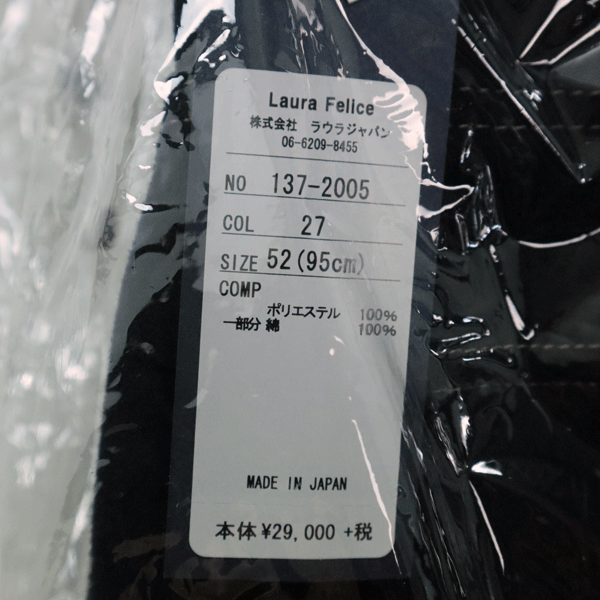 Laura Felice
株式会社 ラウラジャパン
06-6209-8455
NO 137-2005
COL 27
SIZE 52(95cm)
COMP
ポリエステル 100%
一部分 綿 100%
MADE IN JAPAN
本体¥29,000 +税